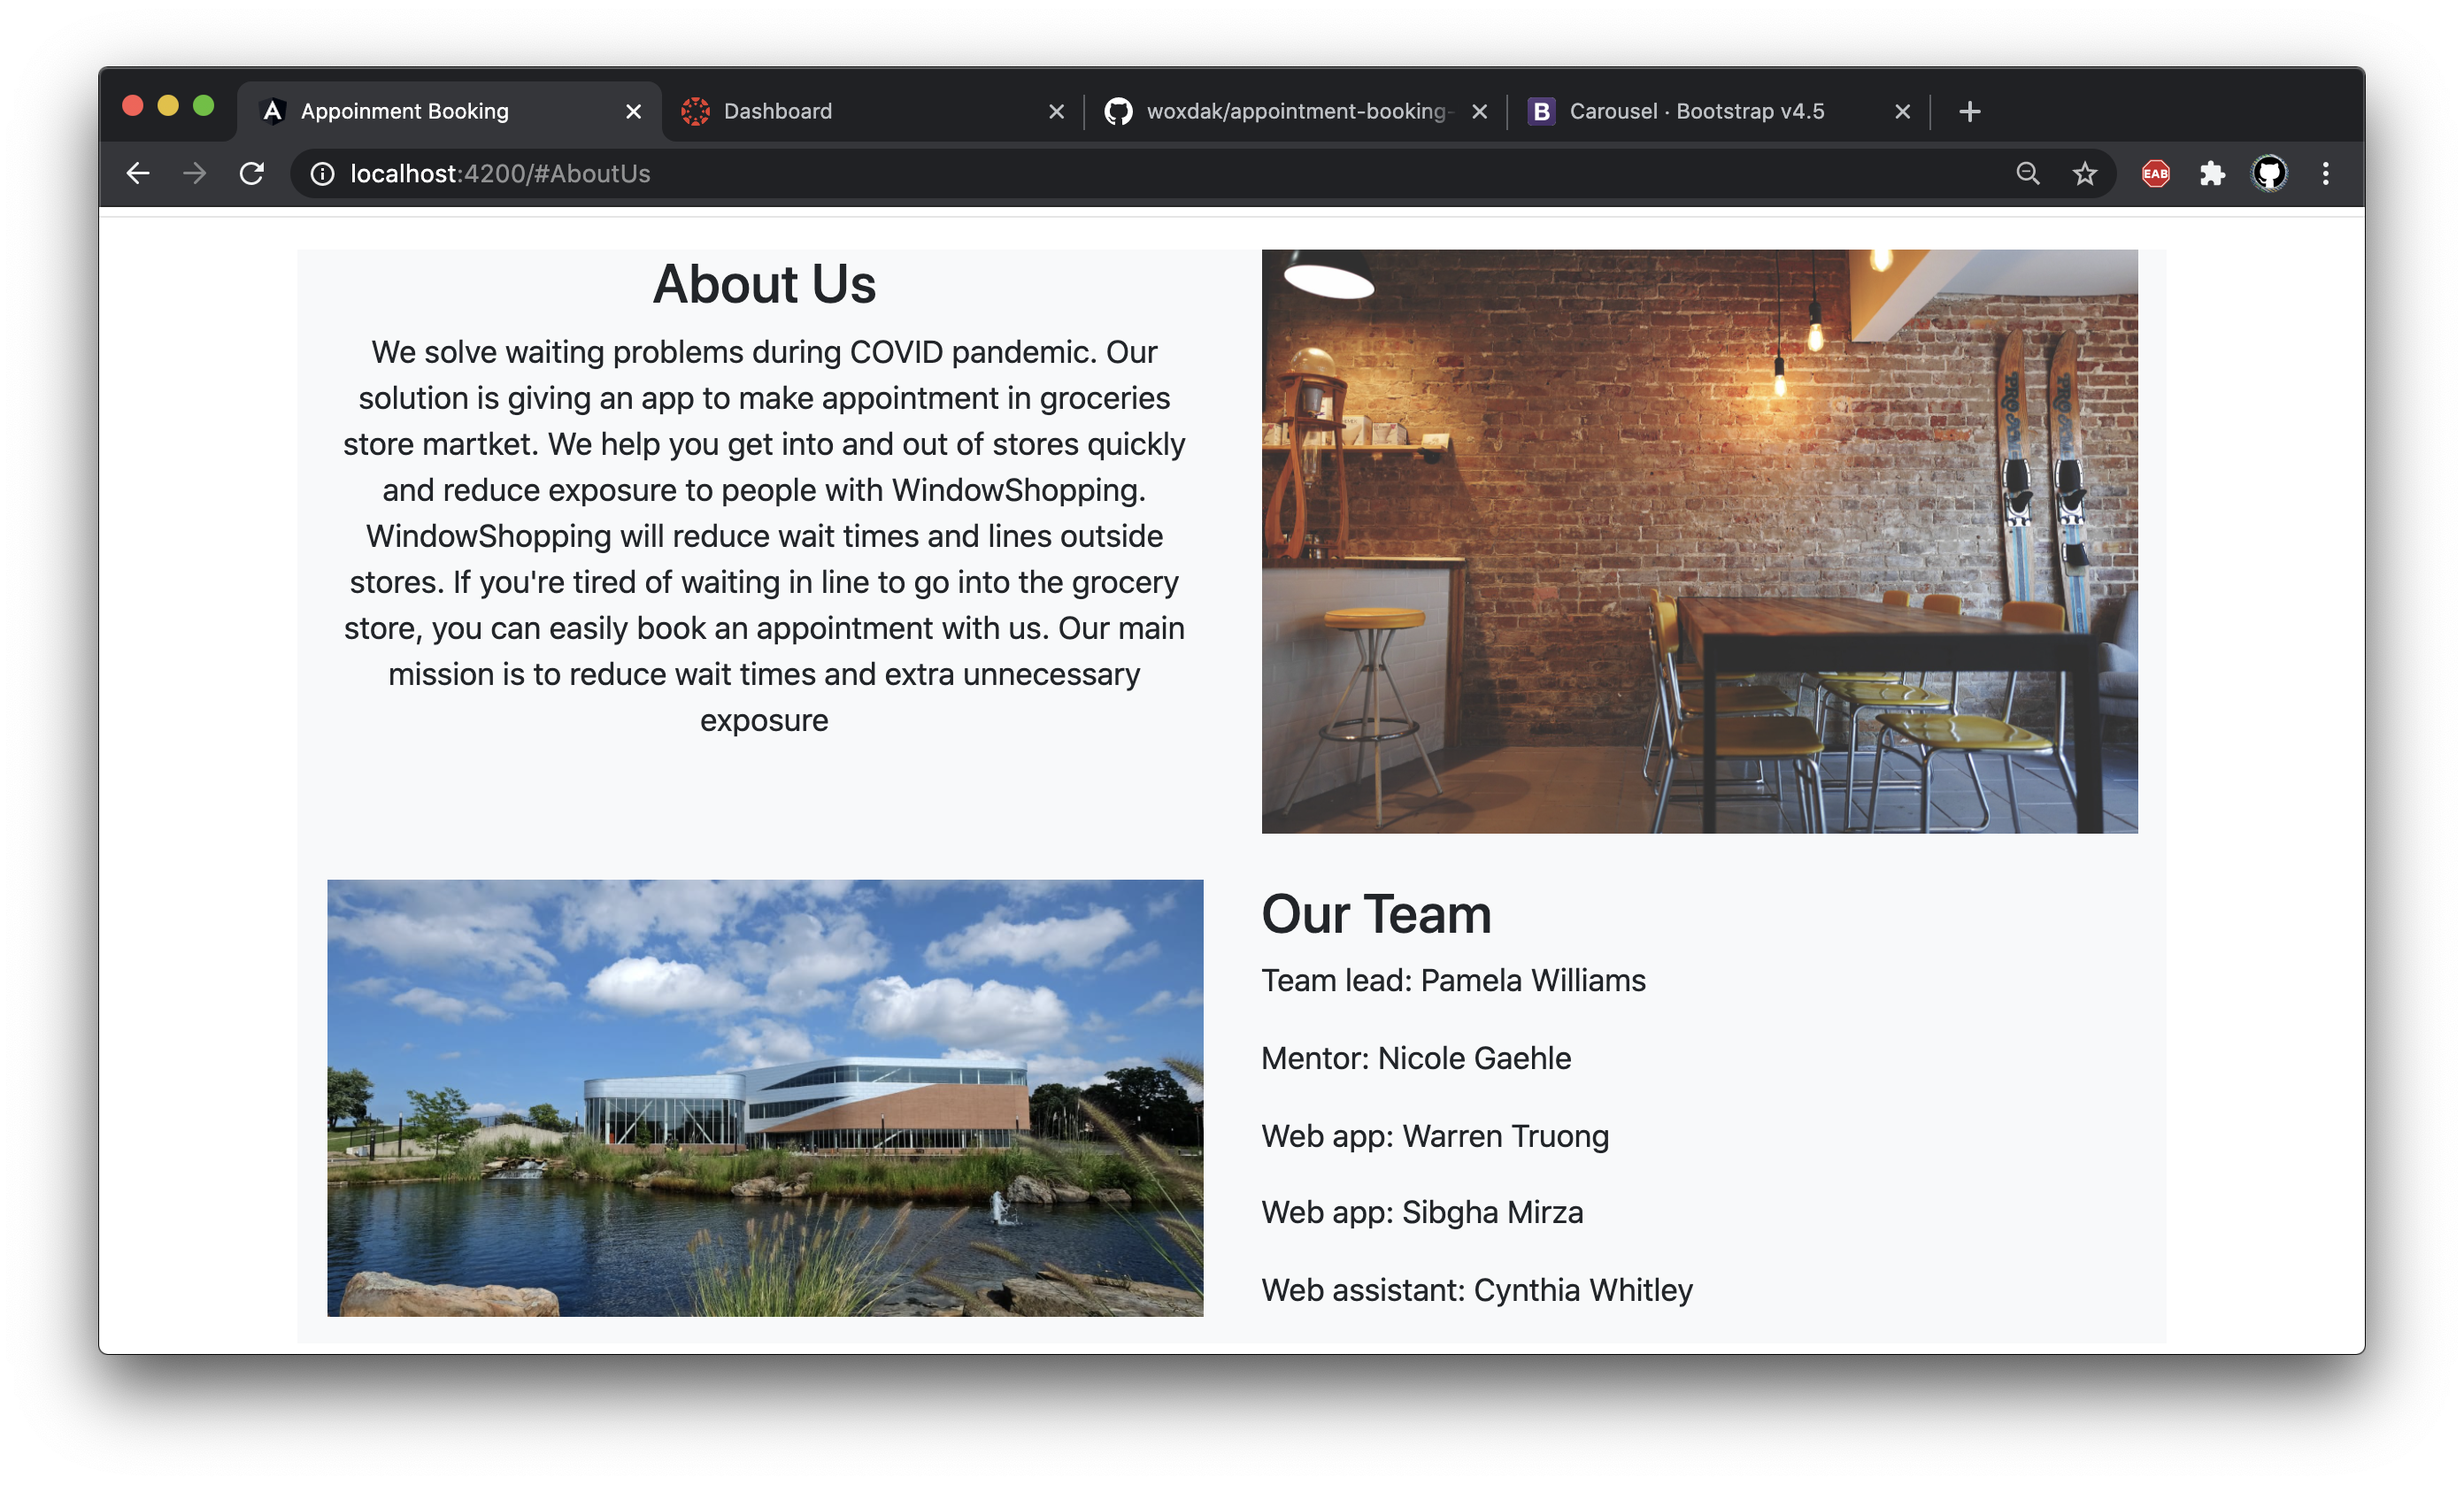 Appoinment Booking
Dashboard
woxdak/appointment-booking-
Carousel · Bootstrap v4.5
localhost:4200/#AboutUs
EAB
About Us
We solve waiting problems during COVID pandemic. Our
solution is giving an app to make appointment in groceries
store martket. We help you get into and out of stores quickly
and reduce exposure to people with WindowShopping.
WindowShopping will reduce wait times and lines outside
stores. If you're tired of waiting in line to go into the grocery
store, you can easily book an appointment with us. Our main
mission is to reduce wait times and extra unnecessary
exposure
Our Team
Team lead: Pamela Williams
Mentor: Nicole Gaehle
Web app: Warren Truong
Web app: Sibgha Mirza
Web assistant: Cynthia Whitley